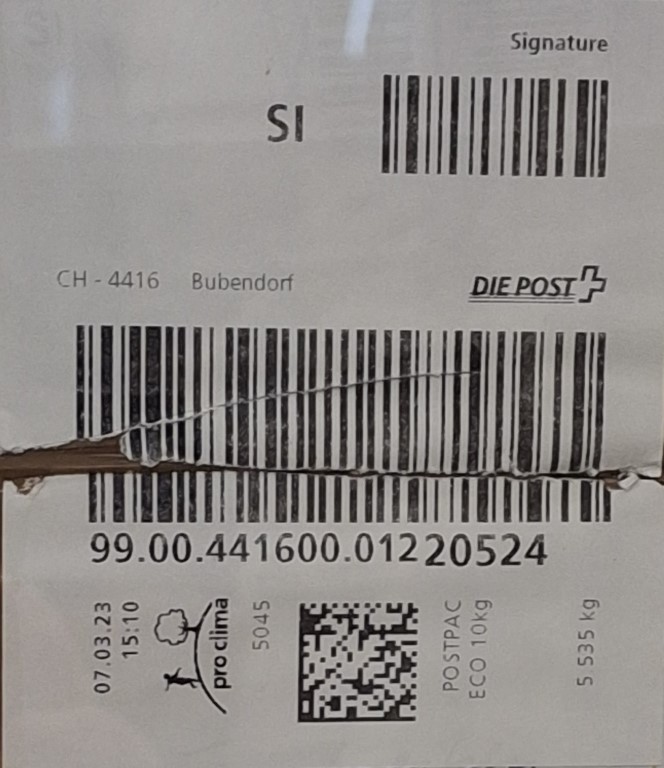 Signature
SI
CH - 4416 Bubendorf
DIE POST
99.00.441600.01220524
07.03.23
15:10
pro clima
5045
POSTPAC
ECO 10kg
5 535 kg